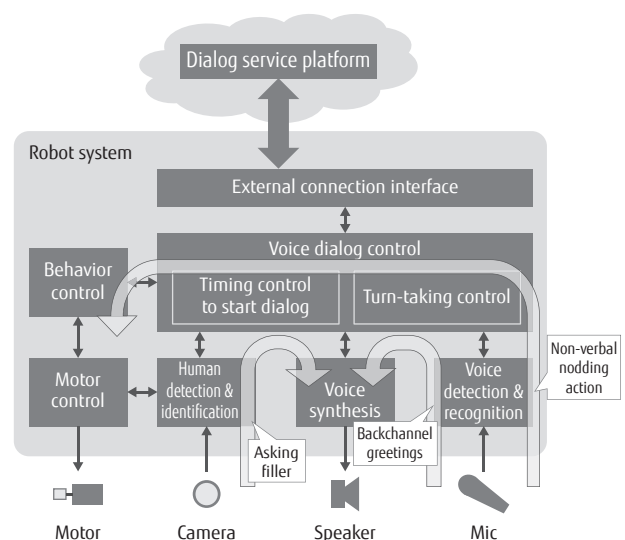 Dialog service platform
Robot system
External connection interface
Voice dialog control
Behavior
control
Timing control
to start dialog
Turn-taking control
Non-verbal
nodding
action
Motor
control
Human
detection &
identification
Voice
synthesis
Voice
detection &
recognition
Asking
filler
Backchannel
greetings
Motor
Camera
Speaker
Mic